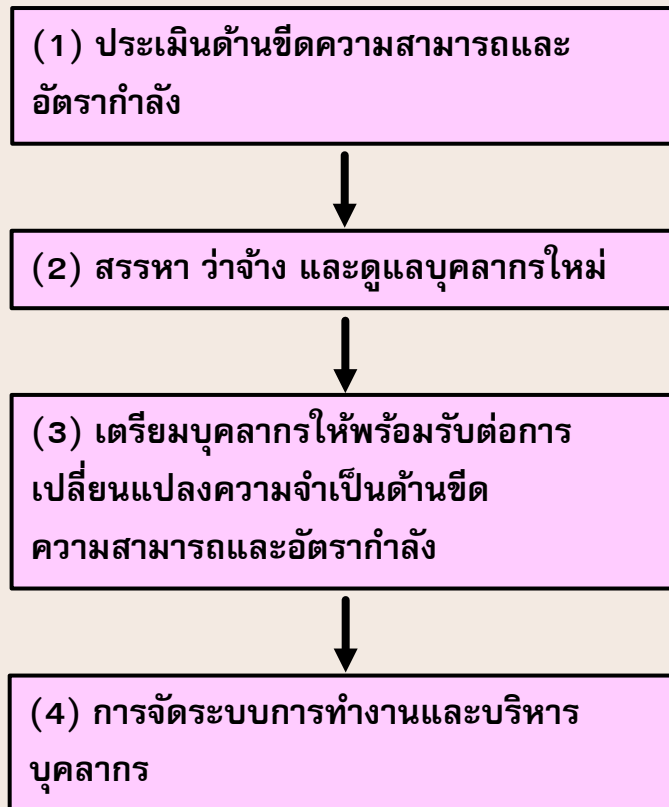 (1) ประเมินด้านขีดความสามารถและ
อัตรากำลัง
(2) สรรหา ว่าจ้าง และดูแลบุคลากรใหม่
(3) เตรียมบุคลากรให้พร้อมรับต่อการ
เปลี่ยนแปลงความจำเป็นด้านขีด
ความสามารถและอัตรากำลัง
(4) การจัดระบบการทำงานและบริหาร
บุคลากร